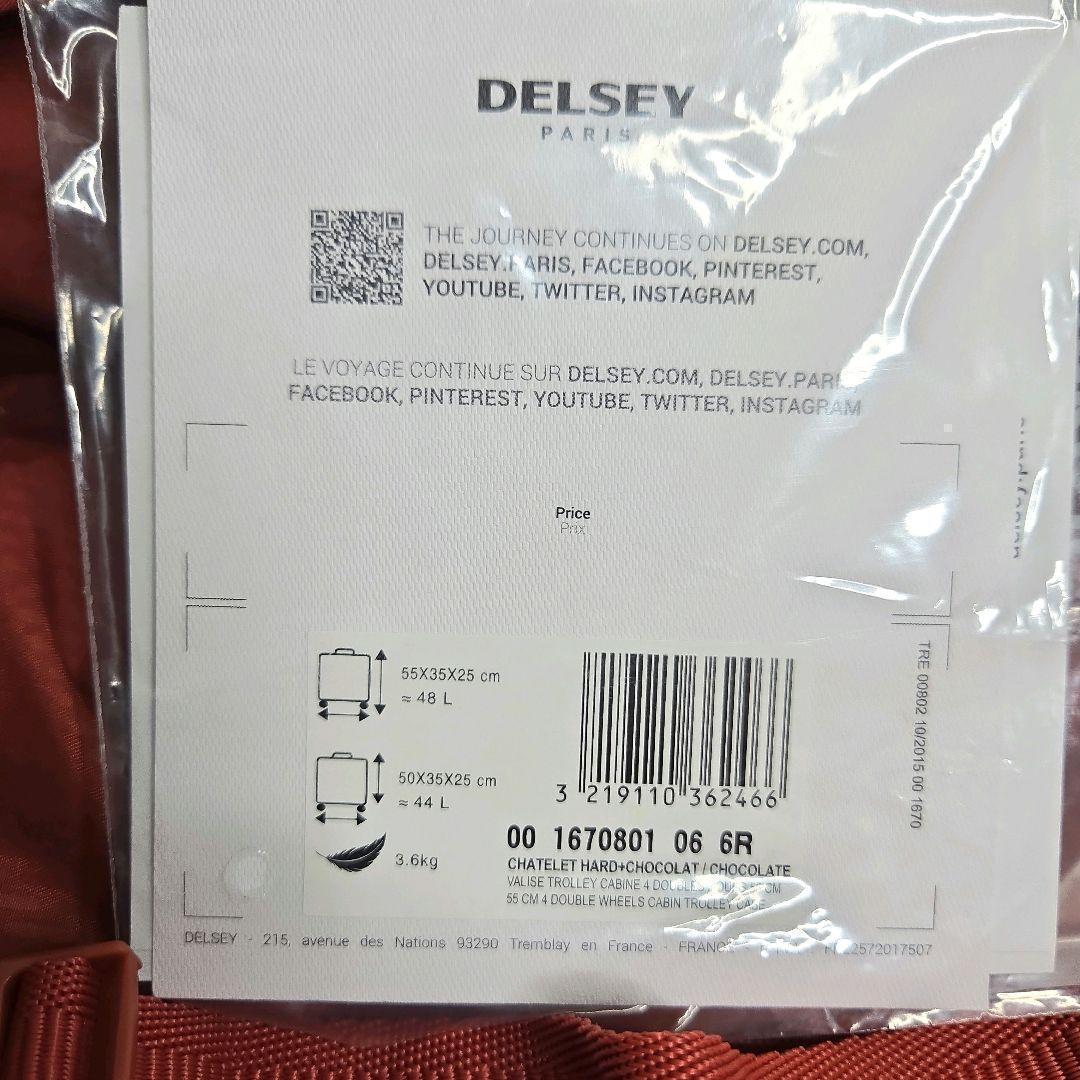 DELSEY
PARIS
THE JOURNEY CONTINUES ON DELSEY.COM,
DELSEY.PARIS, FACEBOOK, PINTEREST,
YOUTUBE, TWITTER, INSTAGRAM
LE VOYAGE CONTINUE SUR DELSEY.COM, DELSEY.PARIS,
FACEBOOK, PINTEREST, YOUTUBE, TWITTER, INSTAGRAM
delsey.paris
Price
Prix
55X35X25 cm
≈ 48 L
50X35X25 cm
≈ 44 L
3.6kg
3 219110 362466
00 1670801 06 6R
CHATELET HARD+CHOCOLAT / CHOCOLATE
VALISE TROLLEY CABINE 4 DOUBLES CM
55 CM 4 DOUBLE WHEELS CABIN TROLLEY CASE
TRE 00802 10/2015 00 1670
DELSEY - 215, avenue des Nations 93290 Tremblay en France - FRANCE